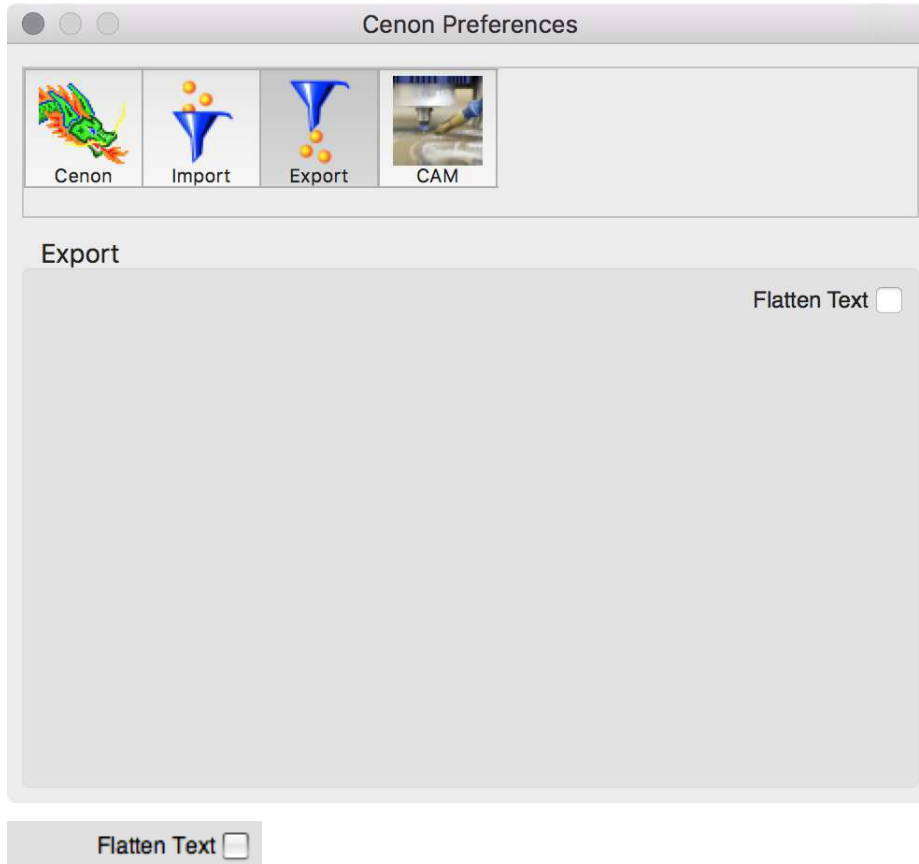 Cenon Preferences
Cenon Import Export CAM
Export
Flatten Text
Flatten Text